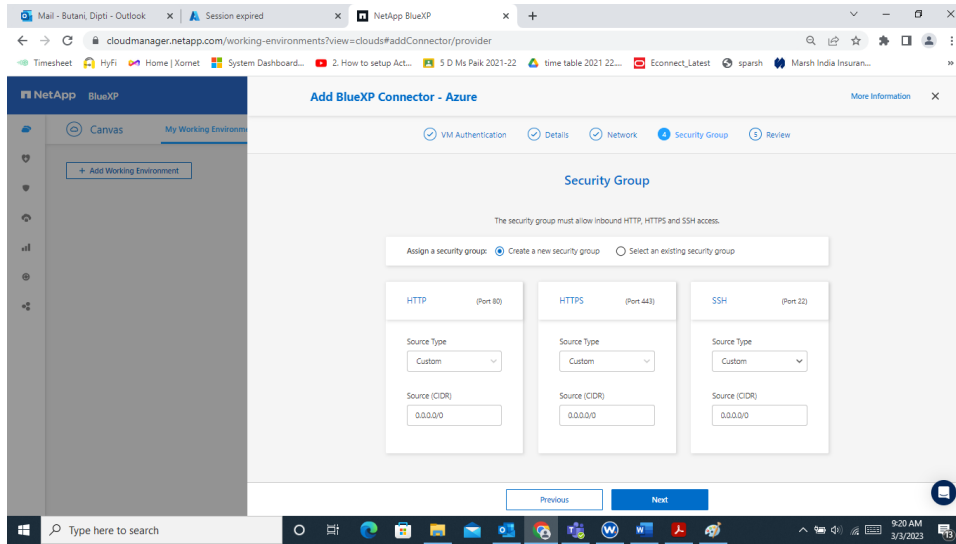 Mail - Butani, Dipti - Outlook
Session expired
NetApp BlueXP
cloudmanager.netapp.com/working-environments?view=clouds#addConnector/provider
Timesheet HyFi Home | Xornet System Dashboard... 2. How to setup Act... 5 D Ms Paik 2021-22 time table 2021 22.... Econnect_Latest sparsh Marsh India Insuran... »
NetApp BlueXP
Add BlueXP Connector - Azure
More Information
Canvas
My Working Environm
VM Authentication
Details
Network
4 Security Group
5 Review
+ Add Working Environment
Security Group
The security group must allow inbound HTTP, HTTPS and SSH access.
Assign a security group: Create a new security group Select an existing security group
HTTP (Port 80)
Source Type
Custom
Source (CIDR)
0.0.0.0/0
HTTPS (Port 443)
Source Type
Custom
Source (CIDR)
0.0.0.0/0
SSH (Port 22)
Source Type
Custom
Source (CIDR)
0.0.0.0/0
Previous
Next
Type here to search
9:20 AM
3/3/2023
13